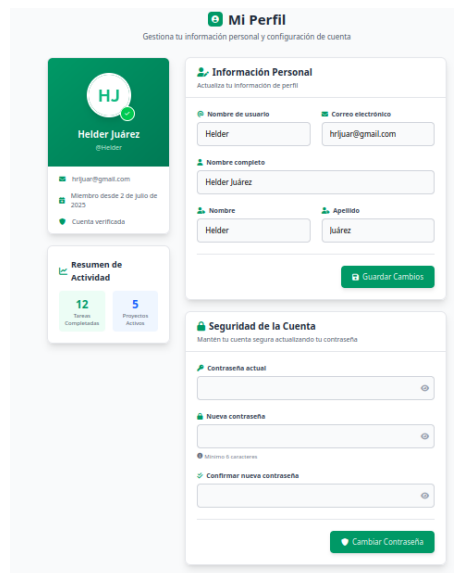 Mi Perfil
Gestiona tu información personal y configuración de cuenta
HJ
Helder Juárez
@Helder
hrljuar@gmail.com
Miembro desde 2 de julio de
2025
Cuenta verificada
Resumen de
Actividad
12
Tareas
Completadas
5
Proyectos
Activos
Información Personal
Actualiza tu información de perfil
Nombre de usuario
Correo electrónico
Helder
hrljuar@gmail.com
Nombre completo
Helder Juárez
Nombre
Apellido
Helder
Juárez
Guardar Cambios
Seguridad de la Cuenta
Mantén tu cuenta segura actualizando tu contraseña
Contraseña actual
Nueva contraseña
Mínimo 6 caracteres
Confirmar nueva contraseña
Cambiar Contraseña